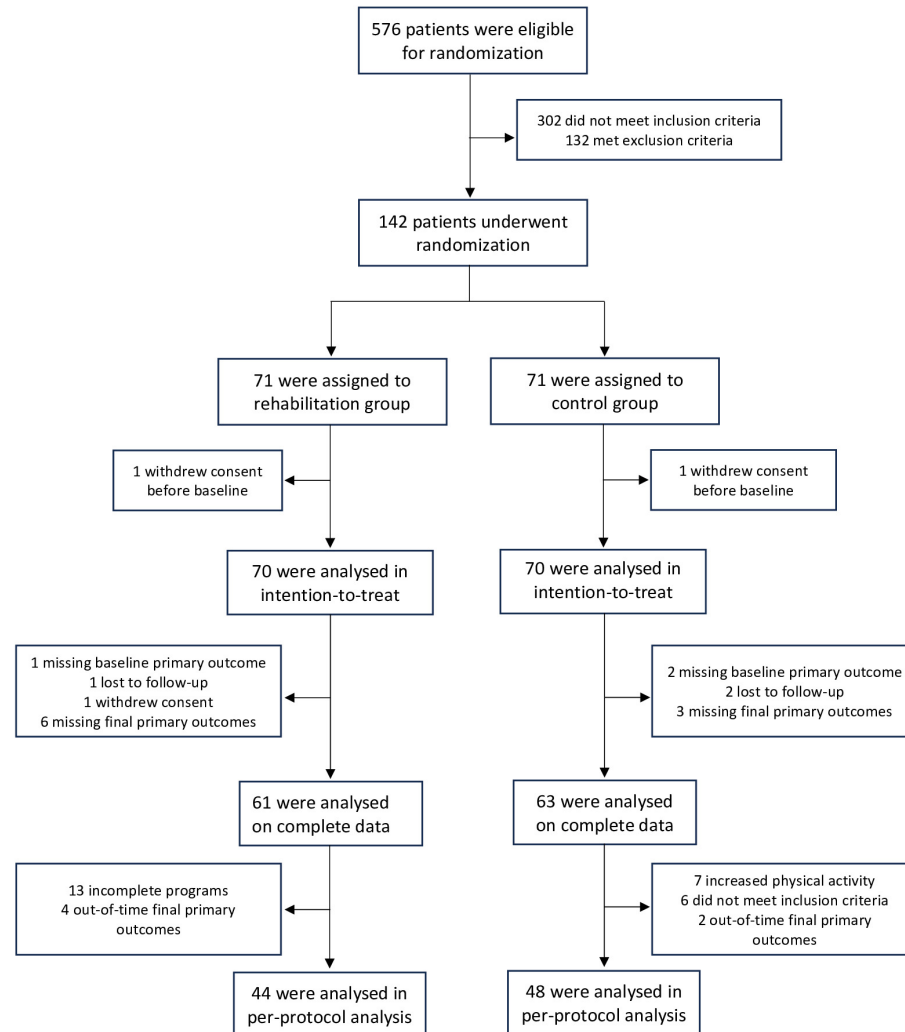 576 patients were eligible
for randomization
302 did not meet inclusion criteria
132 met exclusion criteria
142 patients underwent
randomization
71 were assigned to
rehabilitation group
71 were assigned to
control group
1 withdrew consent
before baseline
1 withdrew consent
before baseline
70 were analysed in
intention-to-treat
70 were analysed in
intention-to-treat
1 missing baseline primary outcome
1 lost to follow-up
1 withdrew consent
6 missing final primary outcomes
2 missing baseline primary outcome
2 lost to follow-up
3 missing final primary outcomes
61 were analysed
on complete data
63 were analysed
on complete data
13 incomplete programs
4 out-of-time final primary
outcomes
7 increased physical activity
6 did not meet inclusion criteria
2 out-of-time final primary
outcomes
44 were analysed in
per-protocol analysis
48 were analysed in
per-protocol analysis